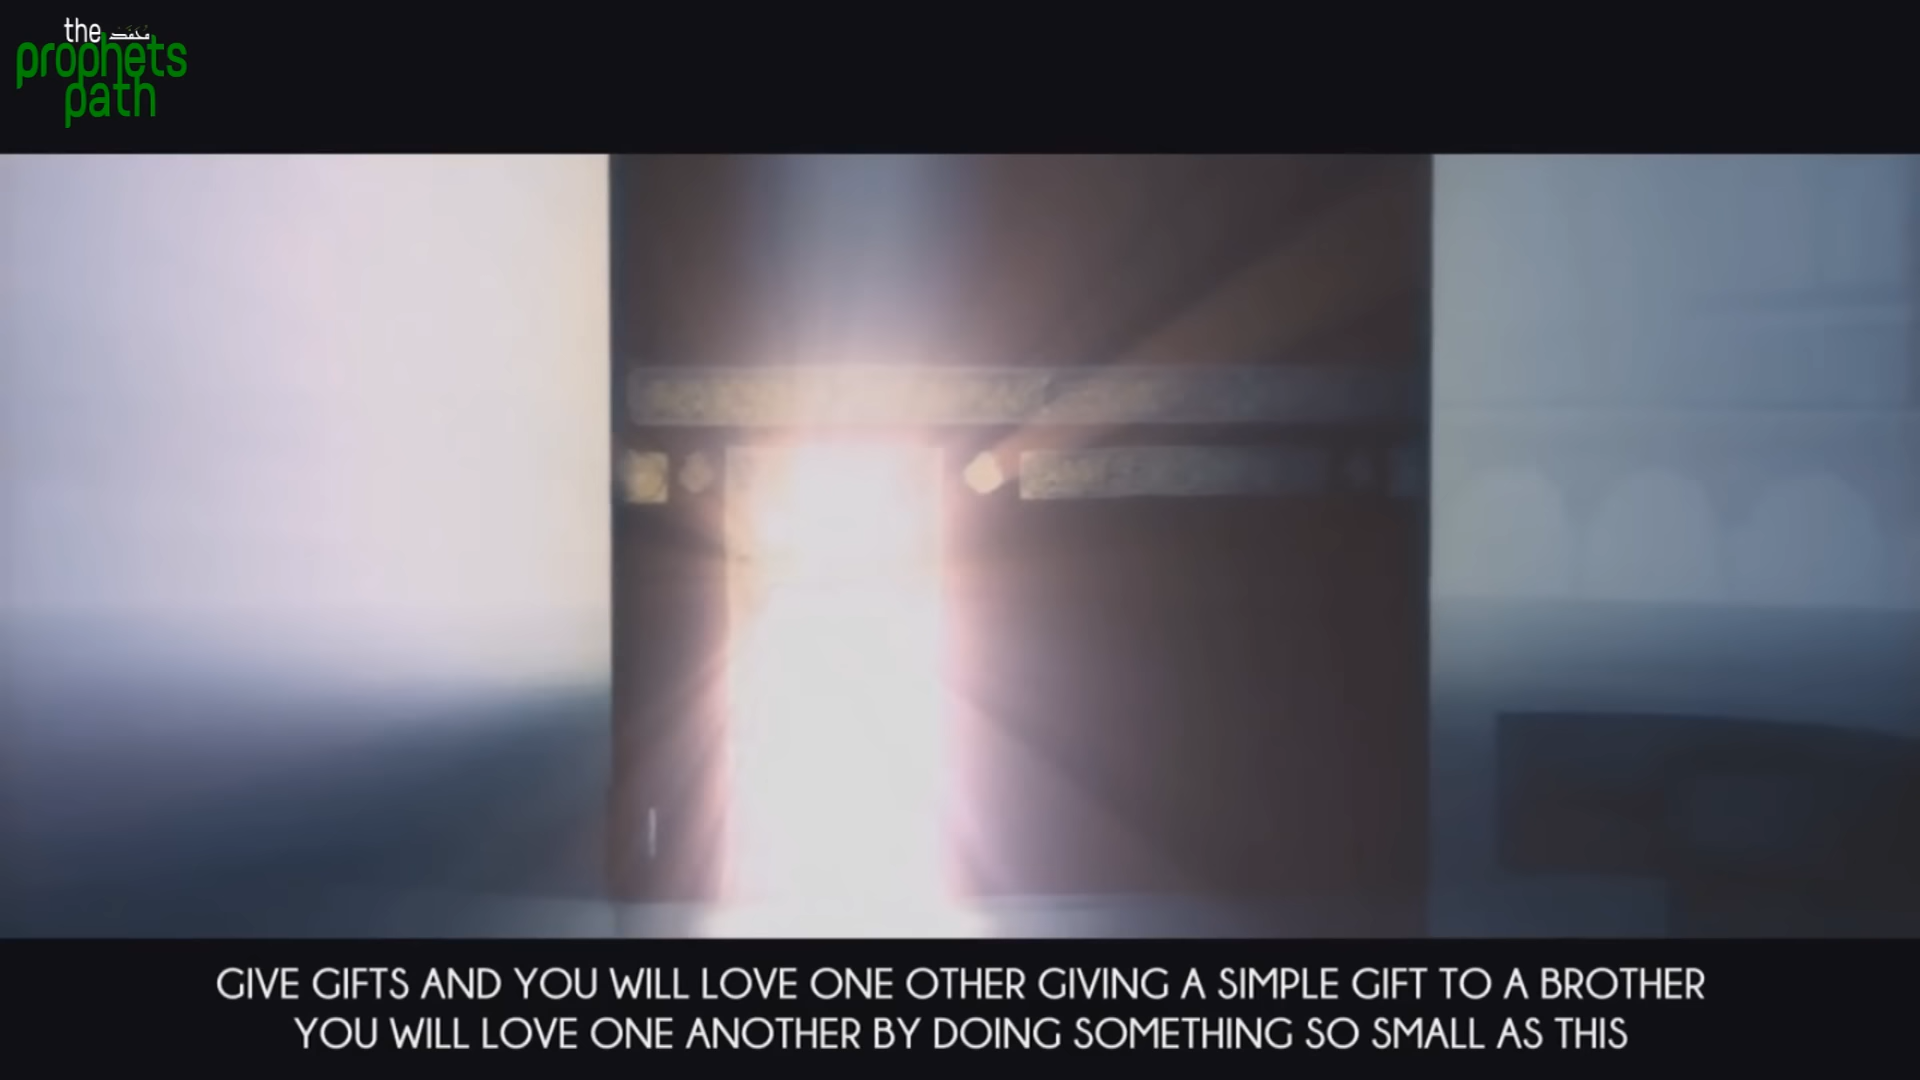 the محمد
prophets
path
GIVE GIFTS AND YOU WILL LOVE ONE OTHER GIVING A SIMPLE GIFT TO A BROTHER
YOU WILL LOVE ONE ANOTHER BY DOING SOMETHING SO SMALL AS THIS